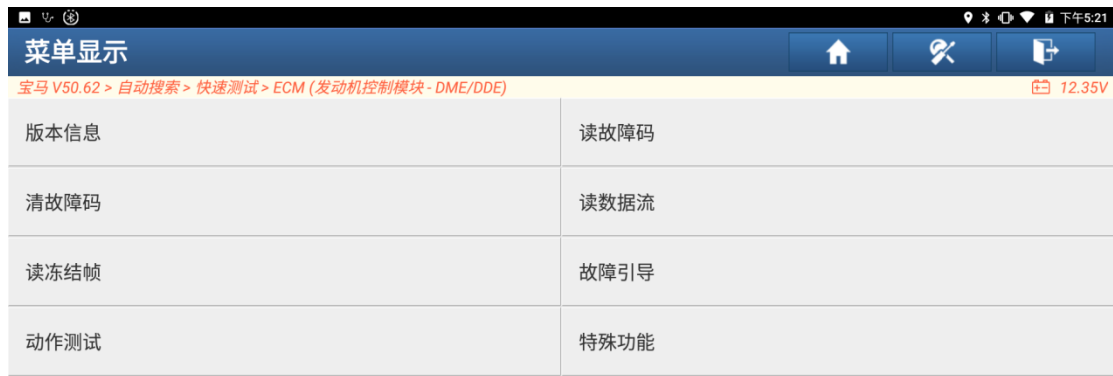 下午5:21
菜单显示
宝马 V50.62 > 自动搜索 > 快速测试 > ECM (发动机控制模块 - DME/DDE)
12.35V
版本信息
读故障码
清故障码
读数据流
读冻结帧
故障引导
动作测试
特殊功能